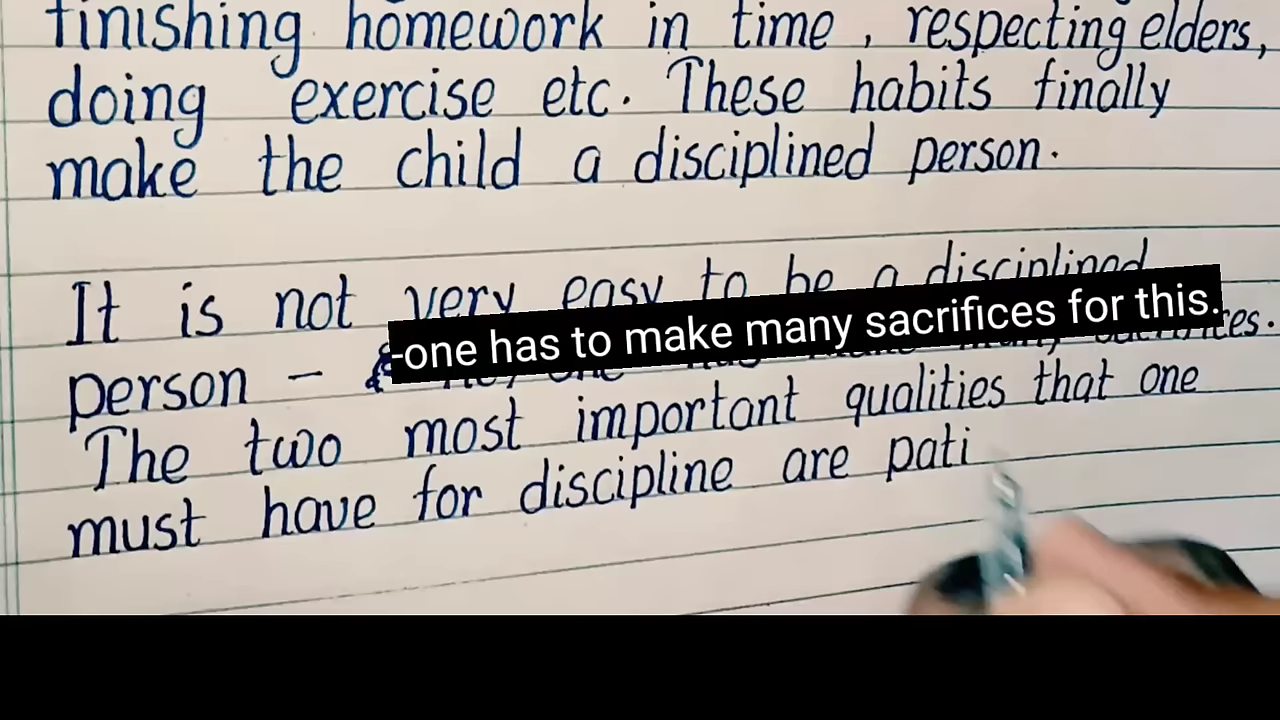 finishing homework in time, respecting elders,
doing exercise etc. These habits finally
make the child a disciplined person.
It is not very easy to be a disciplined
-one has to make many sacrifices for this.
person -
The two most important qualities that one
must have for discipline are pati